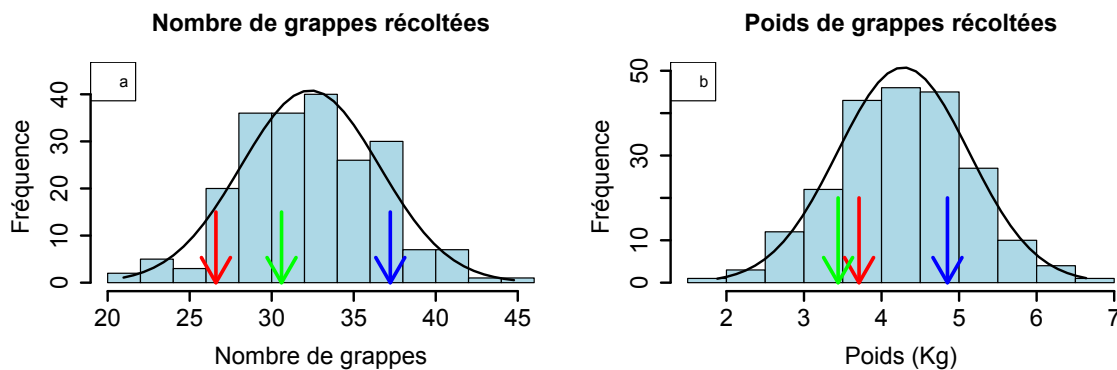 Nombre de grappes récoltées
a
Fréquence
0 10 20 30 40
20 25 30 35 40 45
Nombre de grappes
Poids de grappes récoltées
b
Fréquence
0 10 30 50
2 3 4 5 6 7
Poids (Kg)